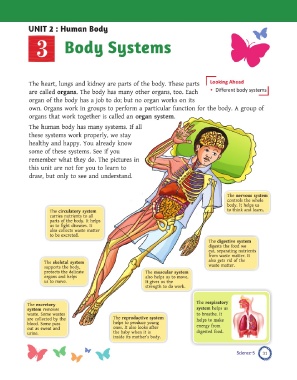 UNIT 2 : Human Body
3 Body Systems
The heart, lungs and kidney are parts of the body. These parts
are called organs. The body has many other organs, too. Each
organ of the body has a job to do; but no organ works on its
own. Organs work in groups to perform a particular function for the body. A group of
organs that work together is called an organ system.
Looking Ahead
• Different body systems
The human body has many systems. If all
these systems work properly, we stay
healthy and happy. You already know
some of these systems. See if you
remember what they do. The pictures in
this unit are not for you to learn to
draw, but only to see and understand.
The nervous system
controls the whole
body. It helps us
to think and learn.
The circulatory system
carries nutrients to all
parts of the body. It helps
us to fight diseases. It
also collects waste matter
to be excreted.
The digestive system
digests the food we
eat, separating nutrients
from waste matter. It
also gets rid of the
waste matter.
The skeletal system
supports the body,
protects the delicate
organs and helps
us to move.
The muscular system
also helps us to move.
It gives us the
strength to do work.
The excretory
system removes
waste. Some wastes
are collected by the
blood. Some pass
out as sweat and
urine.
The reproductive system
helps to produce young
ones. It also looks after
the baby when it is
inside its mother's body.
The respiratory
system helps us
to breathe. It
helps to make
energy from
digested food.
Science-5